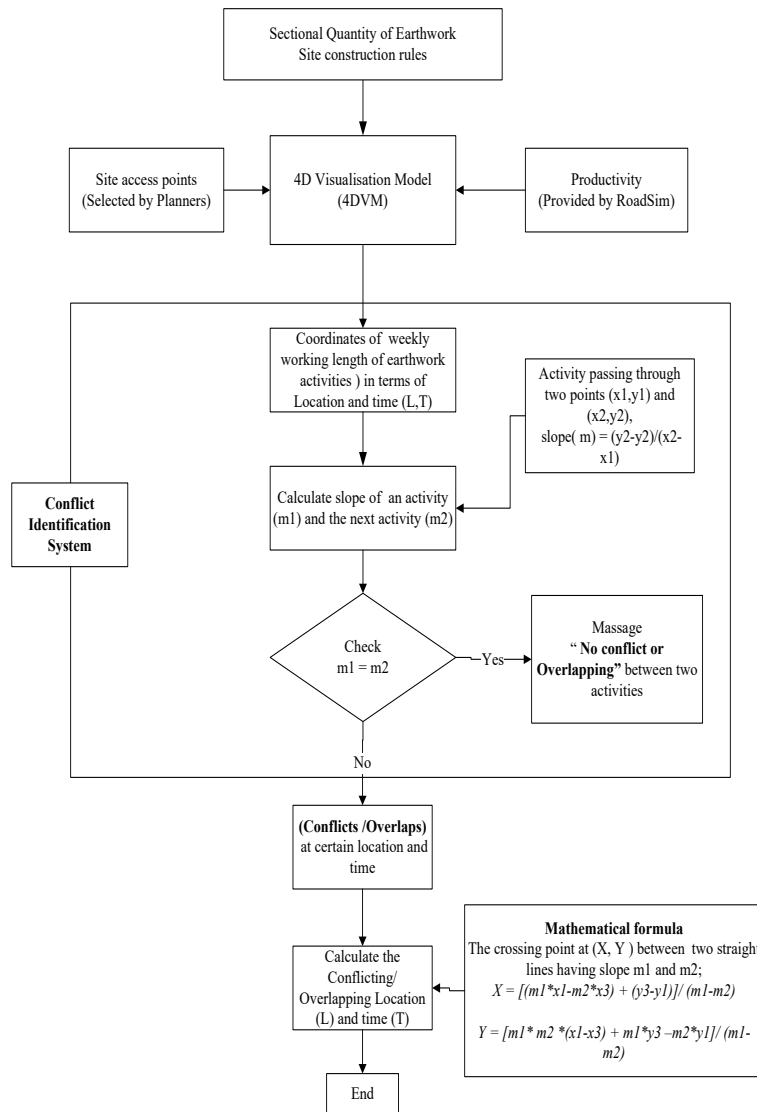 Sectional Quantity of Earthwork
Site construction rules
Site access points
(Selected by Planners)
4D Visualisation Model
(4DVM)
Productivity
(Provided by RoadSim)
Coordinates of weekly
working length of earthwork
activities ) in terms of
Location and time (L,T)
Activity passing through
two points (x1,y1) and
(x2,y2),
slope( m) = (y2-y2)/(x2-
x1)
Conflict
Identification
System
Calculate slope of an activity
(m1) and the next activity (m2)
Check
m1 = m2
Yes
Massage
“ No conflict or
Overlapping” between two
activities
No
(Conflicts /Overlaps)
at certain location and
time
Calculate the
Conflicting/
Overlapping Location
(L) and time (T)
Mathematical formula
The crossing point at (X, Y ) between two straight
lines having slope m1 and m2;
X = [(m1*x1-m2*x3) + (y3-y1)]/ (m1-m2)
Y = [m1* m2 *(x1-x3) + m1*y3 –m2*y1]/ (m1-
m2)
End